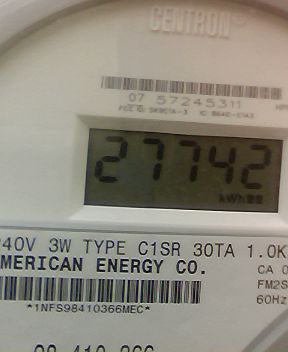 CENTRON
07 57245311
27742
kWh
240V 3W TYPE C1SR 30TA 1.0K
AMERICAN ENERGY CO.
CA 0
FM2S
60Hz
*1NFS98410366MEC*